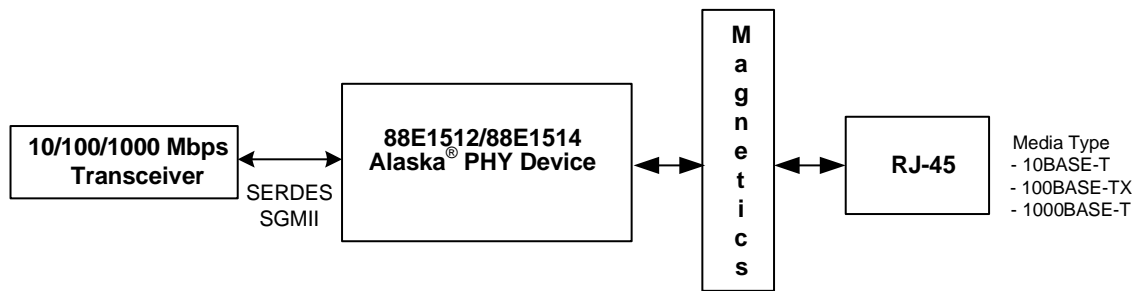 10/100/1000 Mbps
Transceiver
SERDES
SGMII
88E1512/88E1514
Alaska® PHY Device
Magnetics
RJ-45
Media Type
- 10BASE-T
- 100BASE-TX
- 1000BASE-T